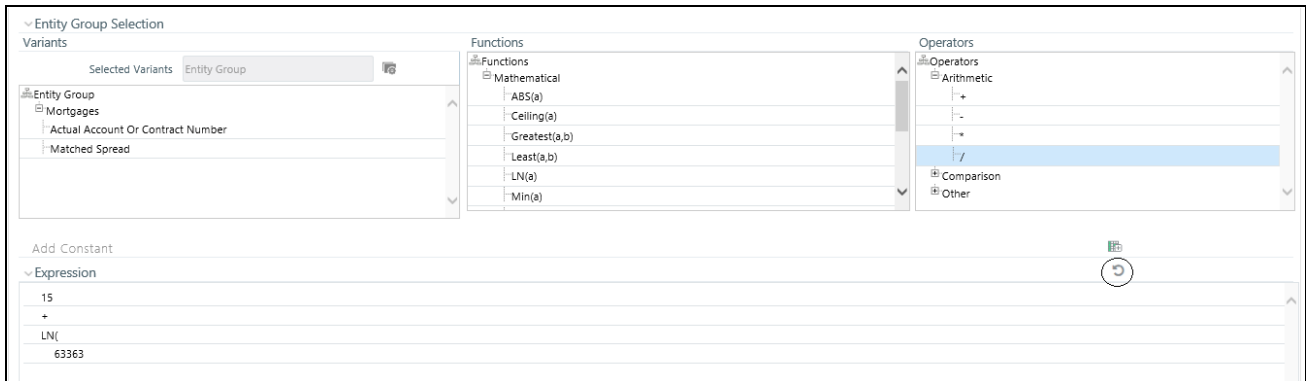 Entity Group Selection
Variants
Selected Variants Entity Group
Entity Group
Mortgages
Actual Account Or Contract Number
Matched Spread
Functions
Functions
Mathematical
ABS(a)
Ceiling(a)
Greatest(a,b)
Least(a,b)
LN(a)
Min(a)
Operators
Operators
Arithmetic
+
-
*
/
Comparison
Other
Add Constant
Expression
15
+
LN(
63363